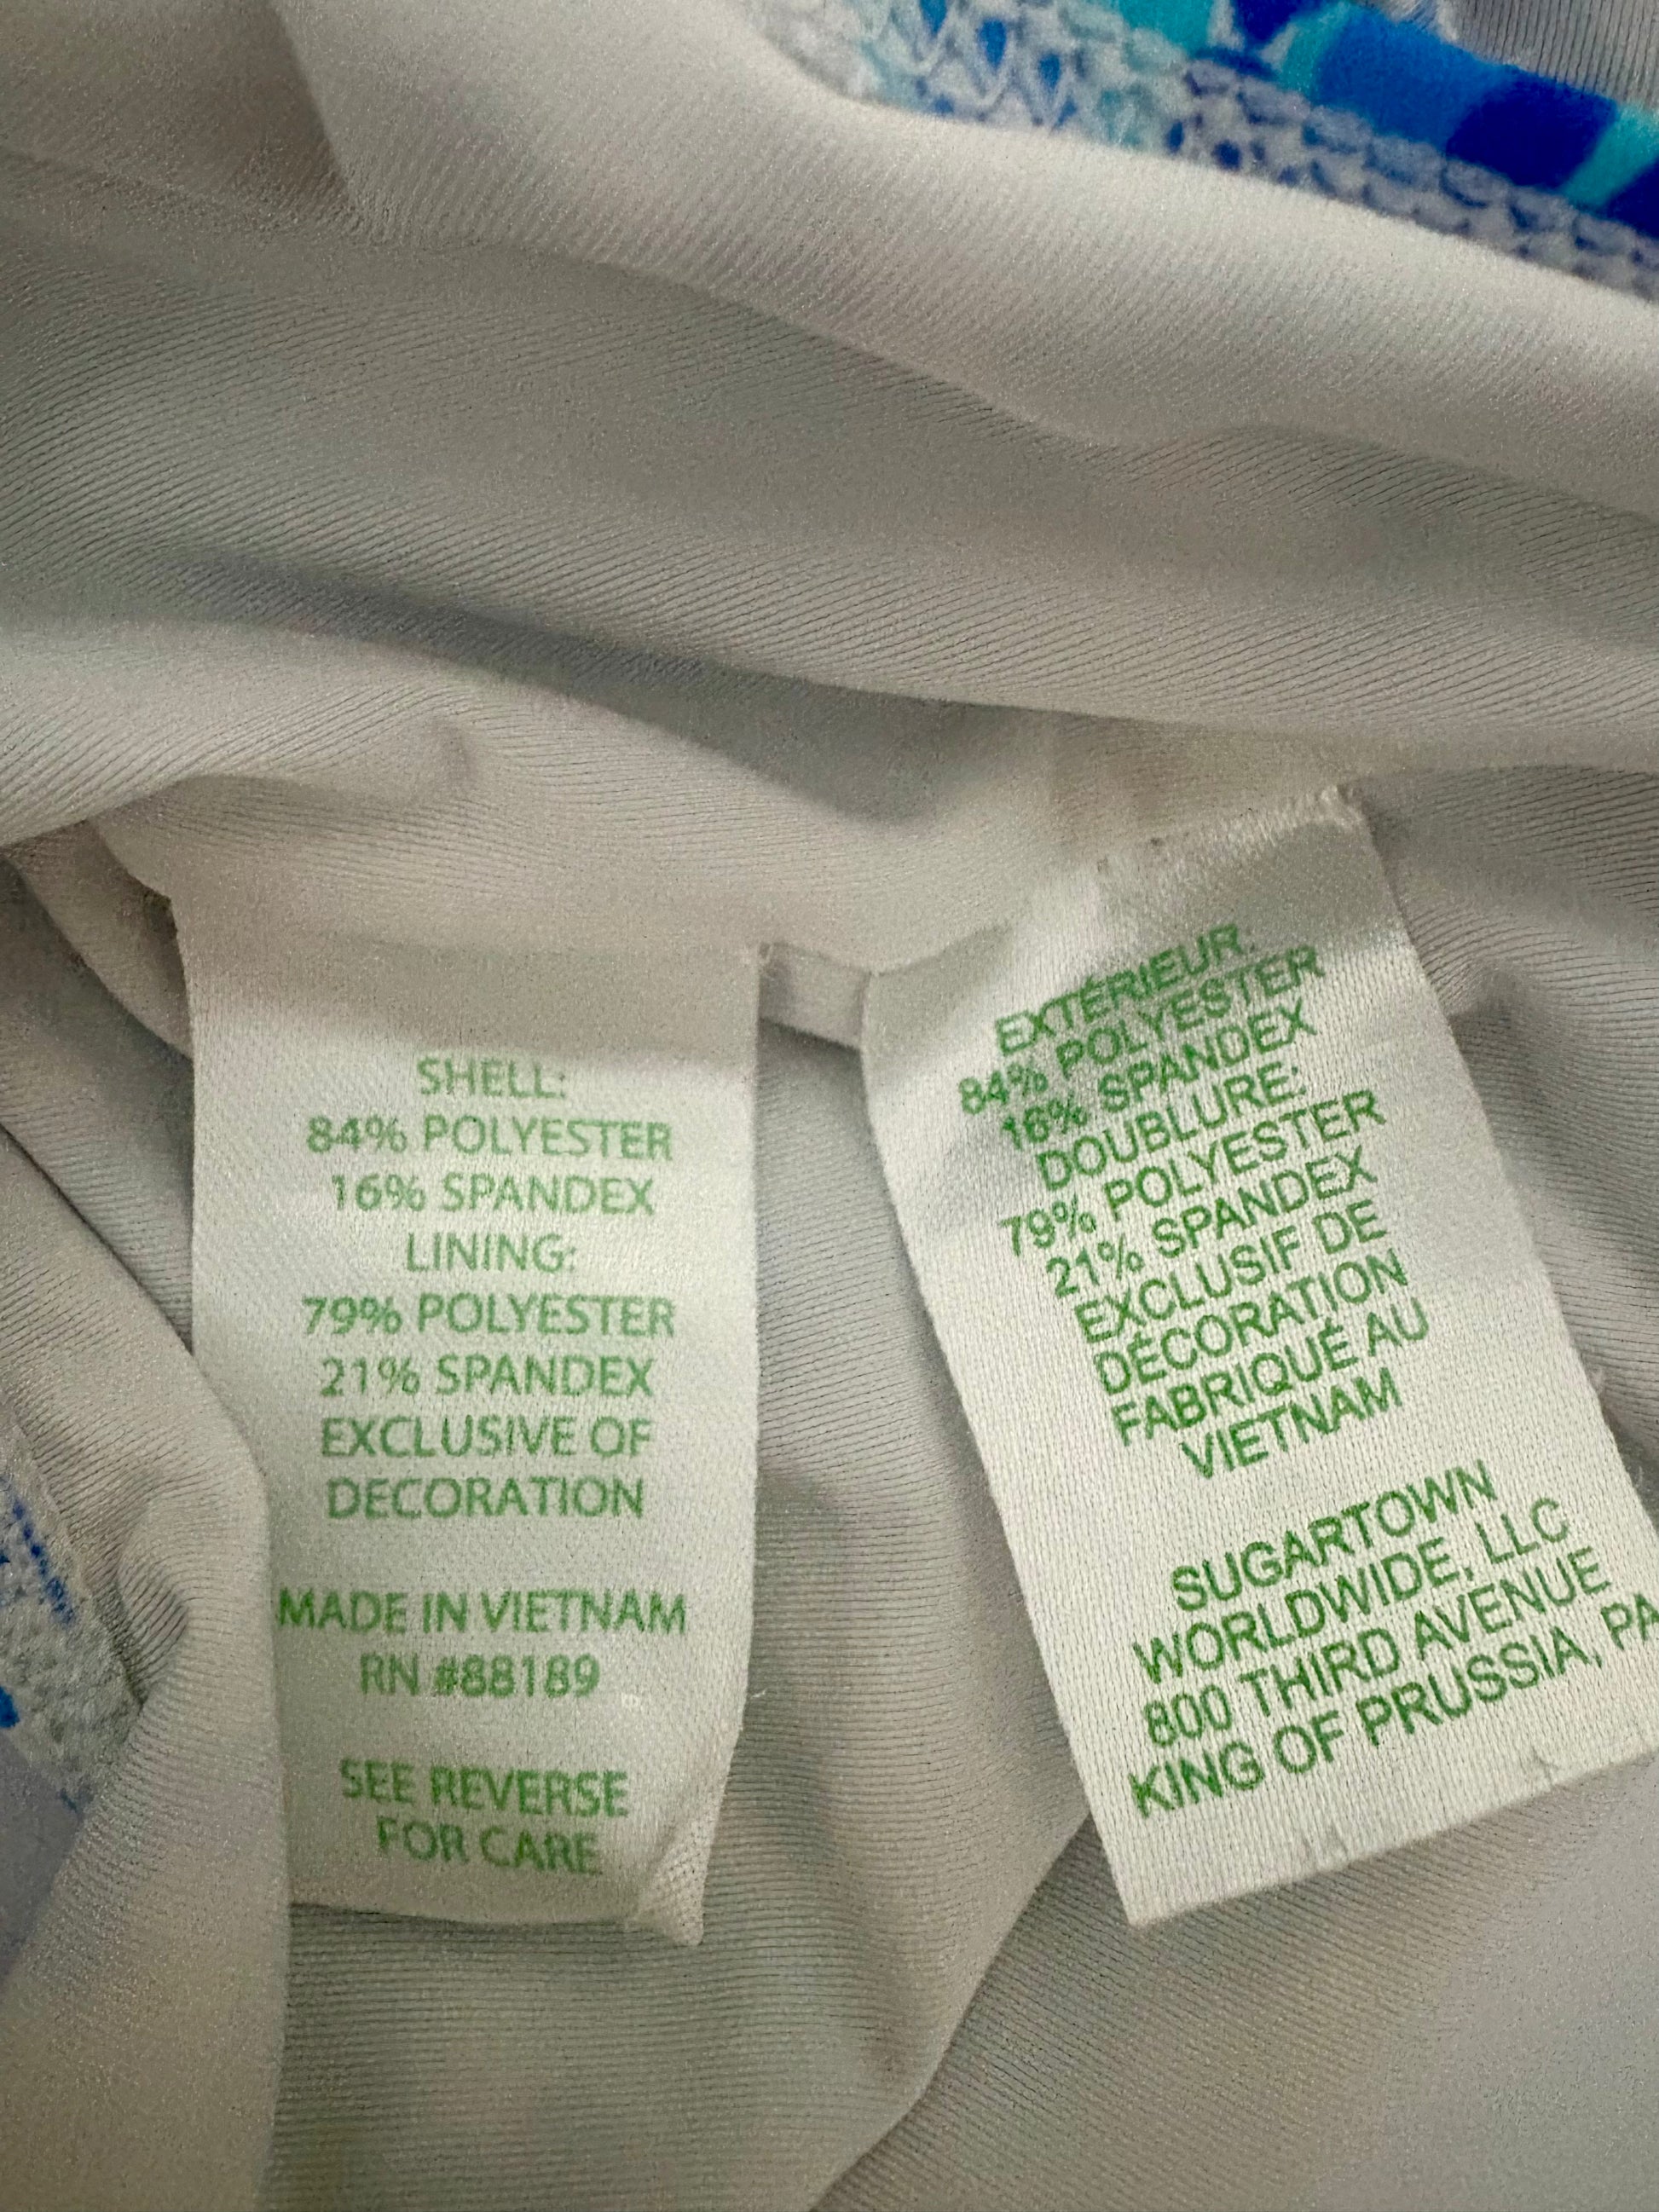 SHELL:
84% POLYESTER
16% SPANDEX
LINING:
79% POLYESTER
21% SPANDEX
EXCLUSIVE OF
DECORATION
MADE IN VIETNAM
RN #88189
SEE REVERSE
FOR CARE
EXTÉRIEUR:
84% POLYESTER
16% SPANDEX
DOUBLURE:
79% POLYESTER
21% SPANDEX
EXCLUSIF DE
DÉCORATION
FABRIQUÉ AU
VIETNAM
SUGARTOWN
WORLDWIDE, LLC
800 THIRD AVENUE
KING OF PRUSSIA, PA